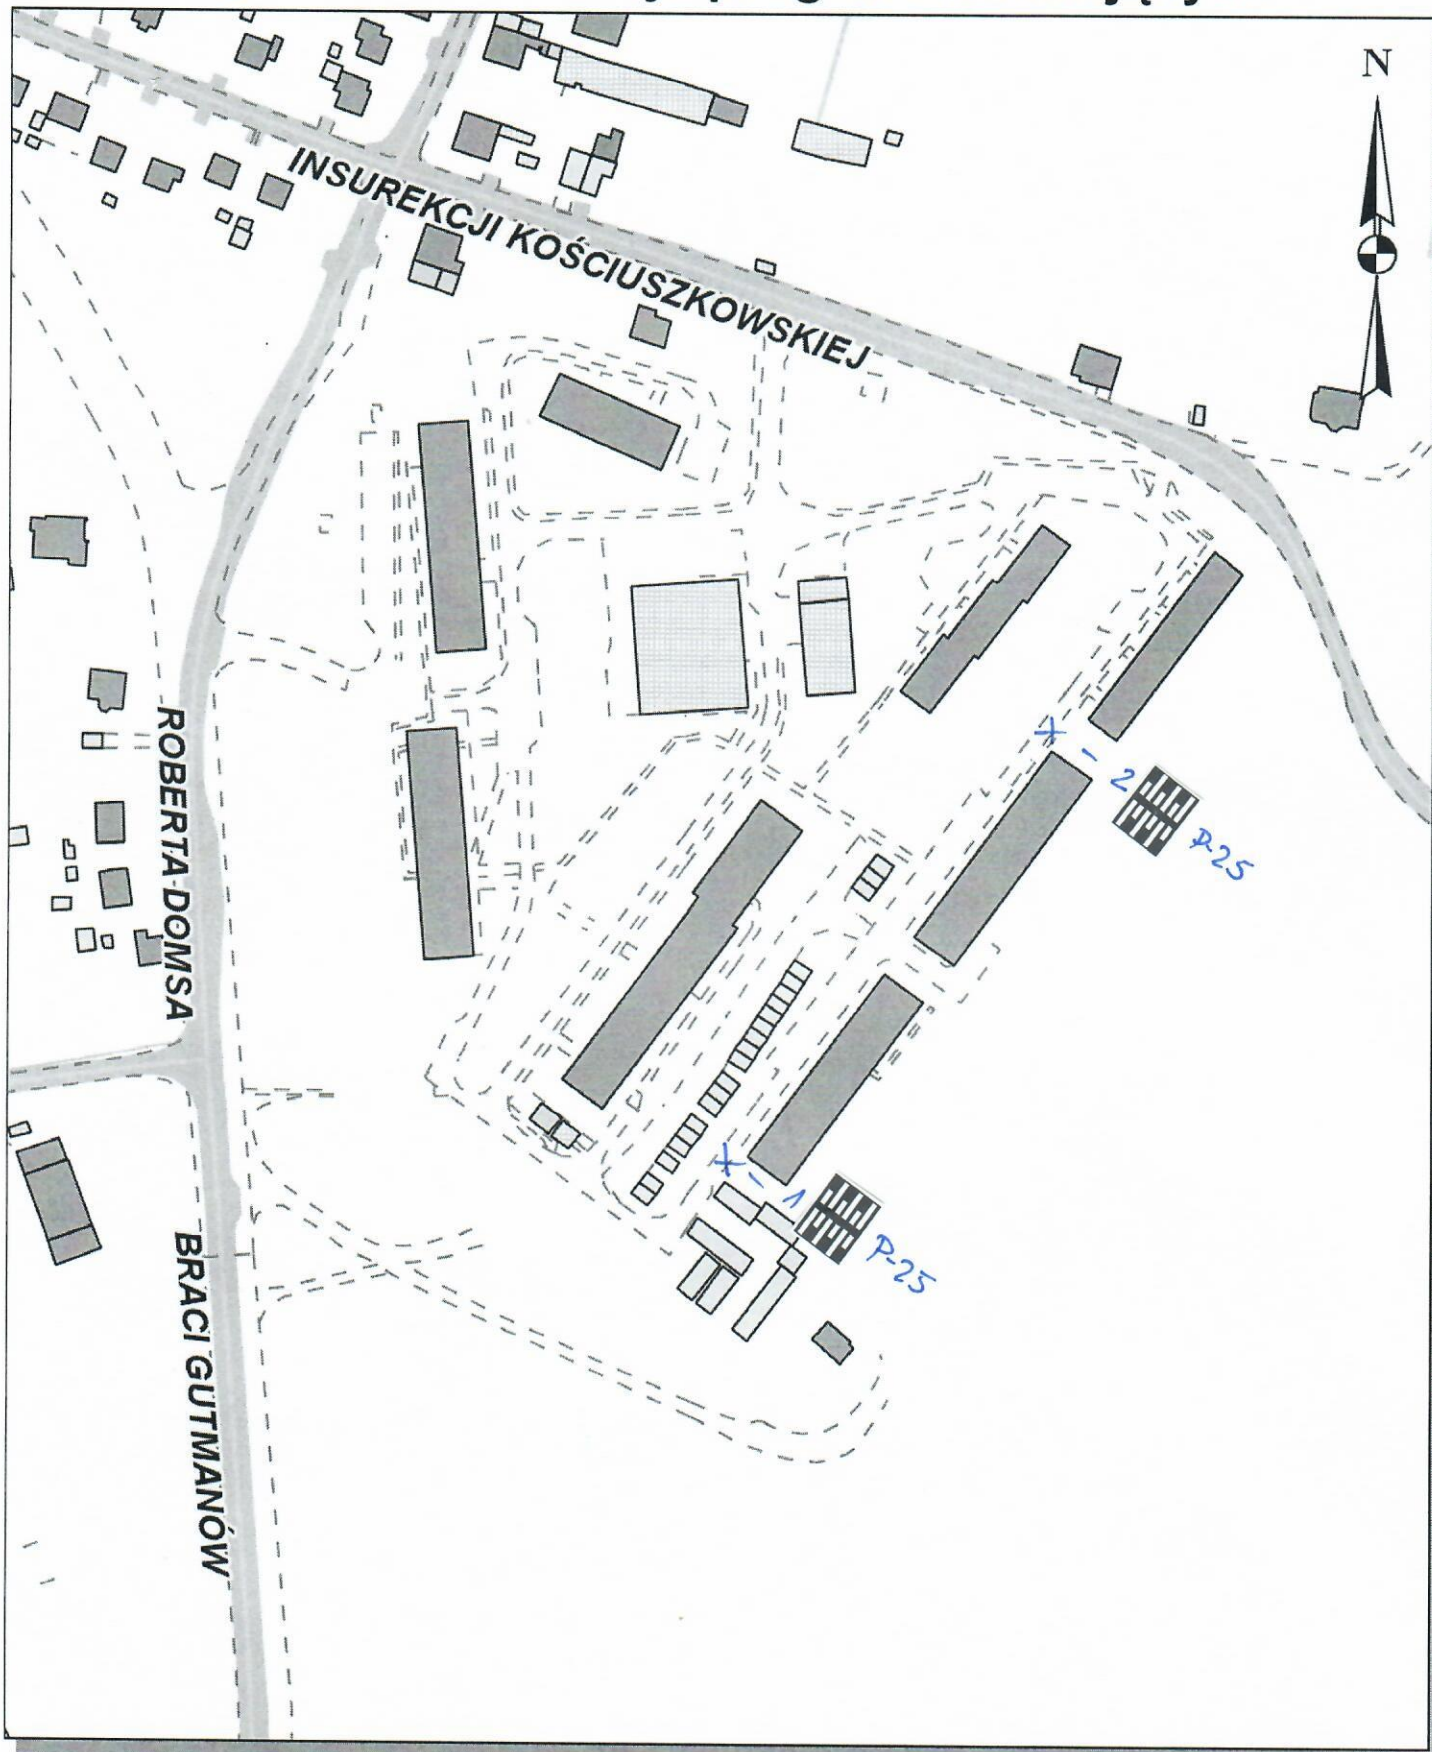 N
INSUREKCJI KOŚCIUSZKOWSKIEJ
X - 2
P-25
ROBERTA DOMSA
X - 1
P-25
BRACI GUTMANÓW